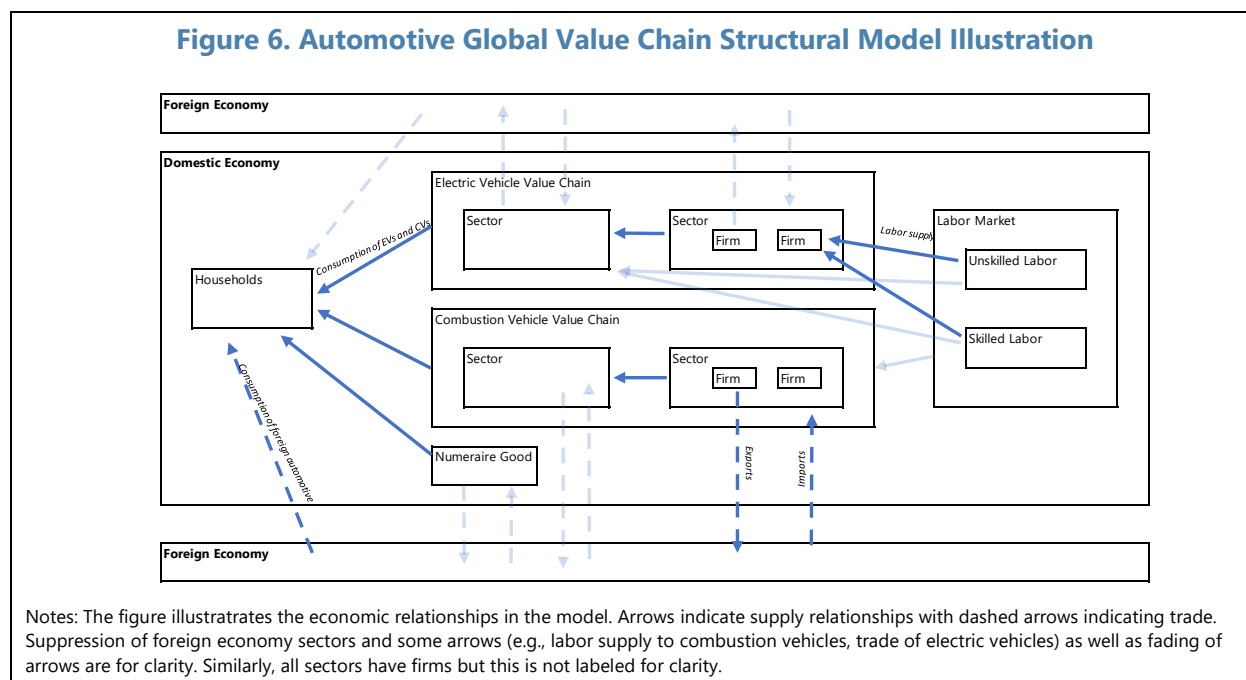 Figure 6. Automotive Global Value Chain Structural Model Illustration
Foreign Economy
Domestic Economy
Electric Vehicle Value Chain
Sector
Sector
Firm
Firm
Labor Market
Labor supply
Unskilled Labor
Skilled Labor
Consumption of EVs and CVs
Households
Combustion Vehicle Value Chain
Sector
Sector
Firm
Firm
Consumption of foreign automotive
Numeraire Good
Exports
Imports
Foreign Economy
Notes: The figure illustratrates the economic relationships in the model. Arrows indicate supply relationships with dashed arrows indicating trade.
Suppression of foreign economy sectors and some arrows (e.g., labor supply to combustion vehicles, trade of electric vehicles) as well as fading of
arrows are for clarity. Similarly, all sectors have firms but this is not labeled for clarity.